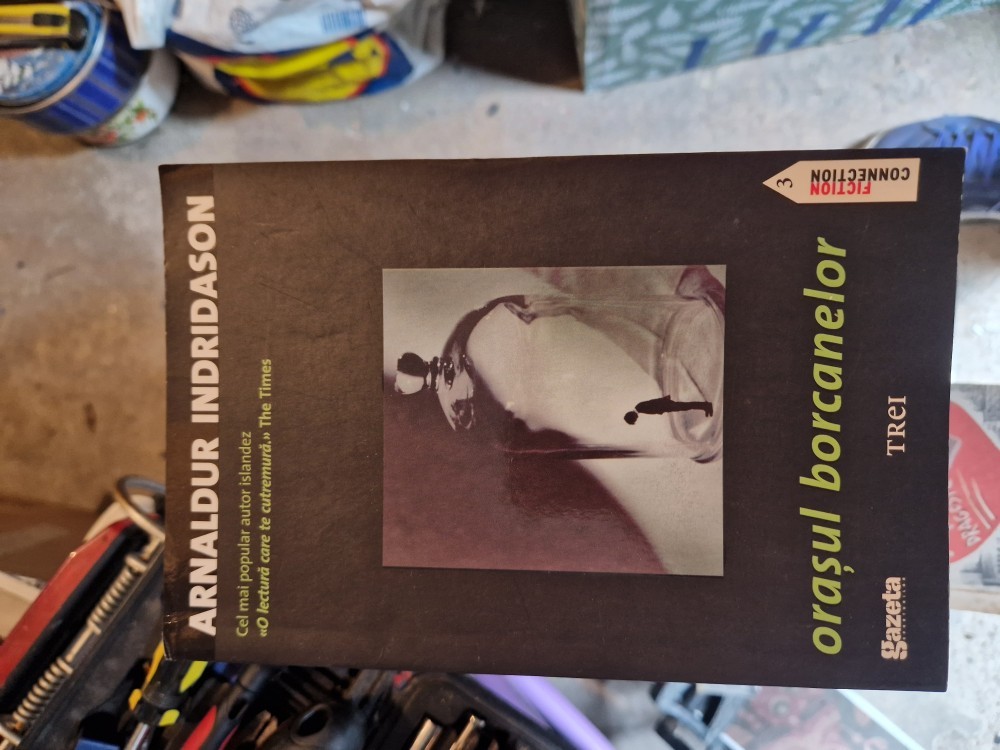 ARNALDUR INDRIDASON
Cel mai popular autor islandez
«O lectură care te cutremură.» The Times
3
FICTION
CONNECTION
orașul borcanelor
TREI
gazeta